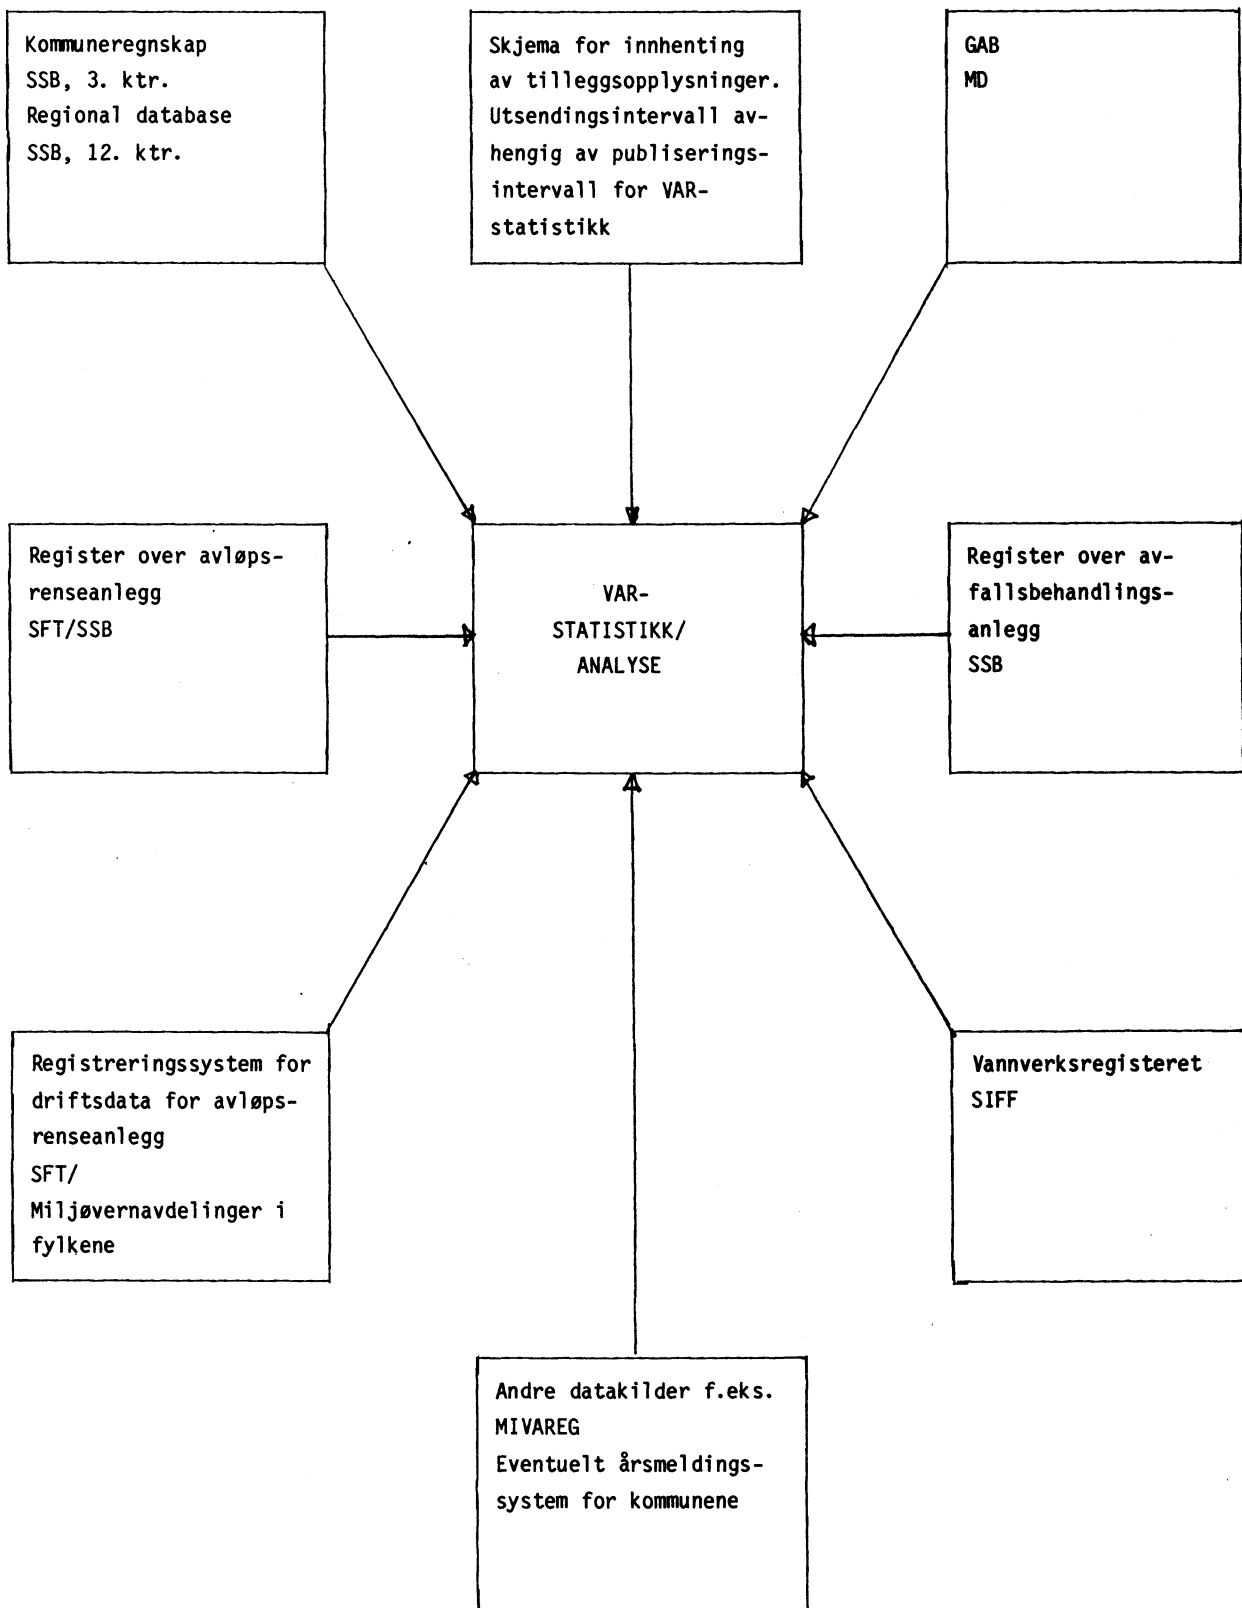 Kommuneregnskap
SSB, 3. ktr.
Regional database
SSB, 12. ktr.
Skjema for innhenting
av tilleggsopplysninger.
Utsendingsintervall av-
hengig av publiserings-
intervall for VAR-
statistikk
GAB
MD
Register over avløps-
renseanlegg
SFT/SSB
VAR-
STATISTIKK/
ANALYSE
Register over av-
fallsbehandlings-
anlegg
SSB
Registreringssystem for
driftsdata for avløps-
renseanlegg
SFT/
Miljøvernavdelinger i
fylkene
Vannverksregisteret
SIFF
Andre datakilder f.eks.
MIVAREG
Eventuelt årsmeldings-
system for kommunene